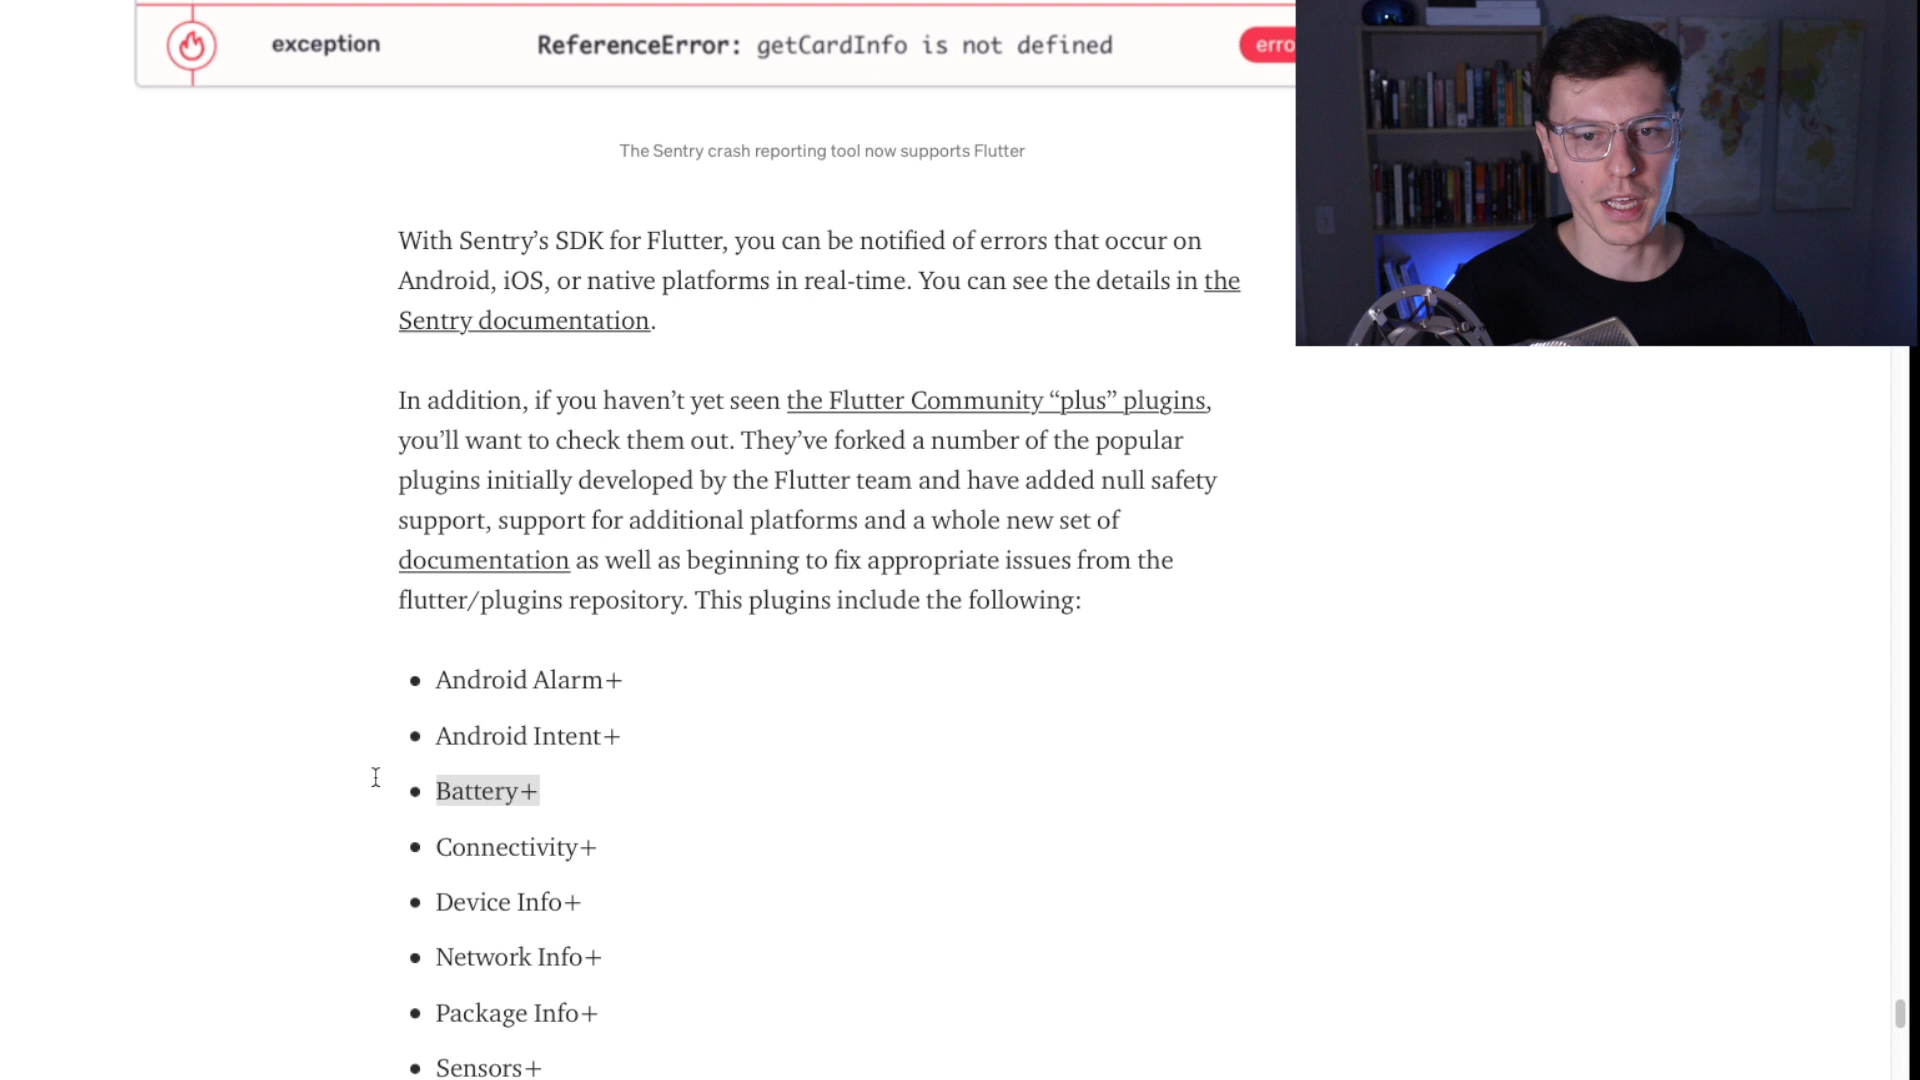 exception ReferenceError: getCardInfo is not defined erro
The Sentry crash reporting tool now supports Flutter
With Sentry’s SDK for Flutter, you can be notified of errors that occur on
Android, iOS, or native platforms in real-time. You can see the details in the
Sentry documentation.
In addition, if you haven’t yet seen the Flutter Community “plus” plugins,
you’ll want to check them out. They’ve forked a number of the popular
plugins initially developed by the Flutter team and have added null safety
support, support for additional platforms and a whole new set of
documentation as well as beginning to fix appropriate issues from the
flutter/plugins repository. This plugins include the following:
• Android Alarm+
• Android Intent+
• Battery+
• Connectivity+
• Device Info+
• Network Info+
• Package Info+
• Sensors+